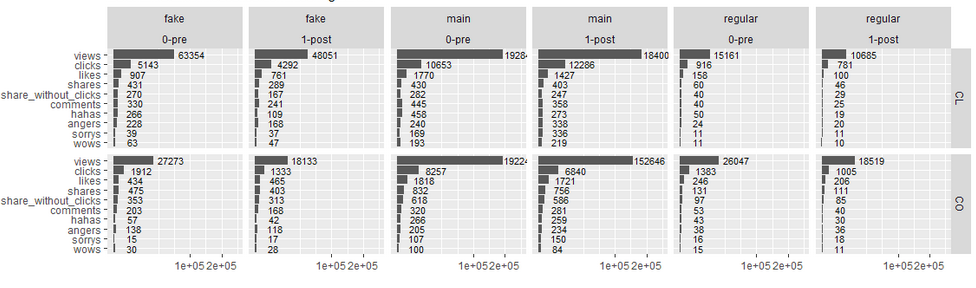 fake fake main main regular regular
0-pre 1-post 0-pre 1-post 0-pre 1-post
views 63354 48051 1928 18400 15161 10685
clicks 5143 4292 10653 12286 916 781
likes 907 761 1770 1427 158 100
shares 431 289 430 403 60 46
share_without_clicks 270 167 282 247 40 29
comments 330 241 445 358 40 25
hahas 266 109 458 273 50 19
angers 228 168 240 338 24 20
sorrys 39 37 169 336 11 11
wows 63 47 193 219 11 10
CL
views 27273 18133 1922 152646 26047 18519
clicks 1912 1333 8257 6840 1383 1005
likes 434 465 1818 1721 246 206
shares 475 403 832 756 131 111
share_without_clicks 353 313 618 586 97 85
comments 203 168 320 281 53 40
hahas 57 42 266 259 43 30
angers 138 118 205 234 38 36
sorrys 15 17 107 150 16 18
wows 30 28 100 84 15 11
CO
1e+05 2e+05 1e+05 2e+05 1e+05 2e+05 1e+05 2e+05 1e+05 2e+05 1e+05 2e+05